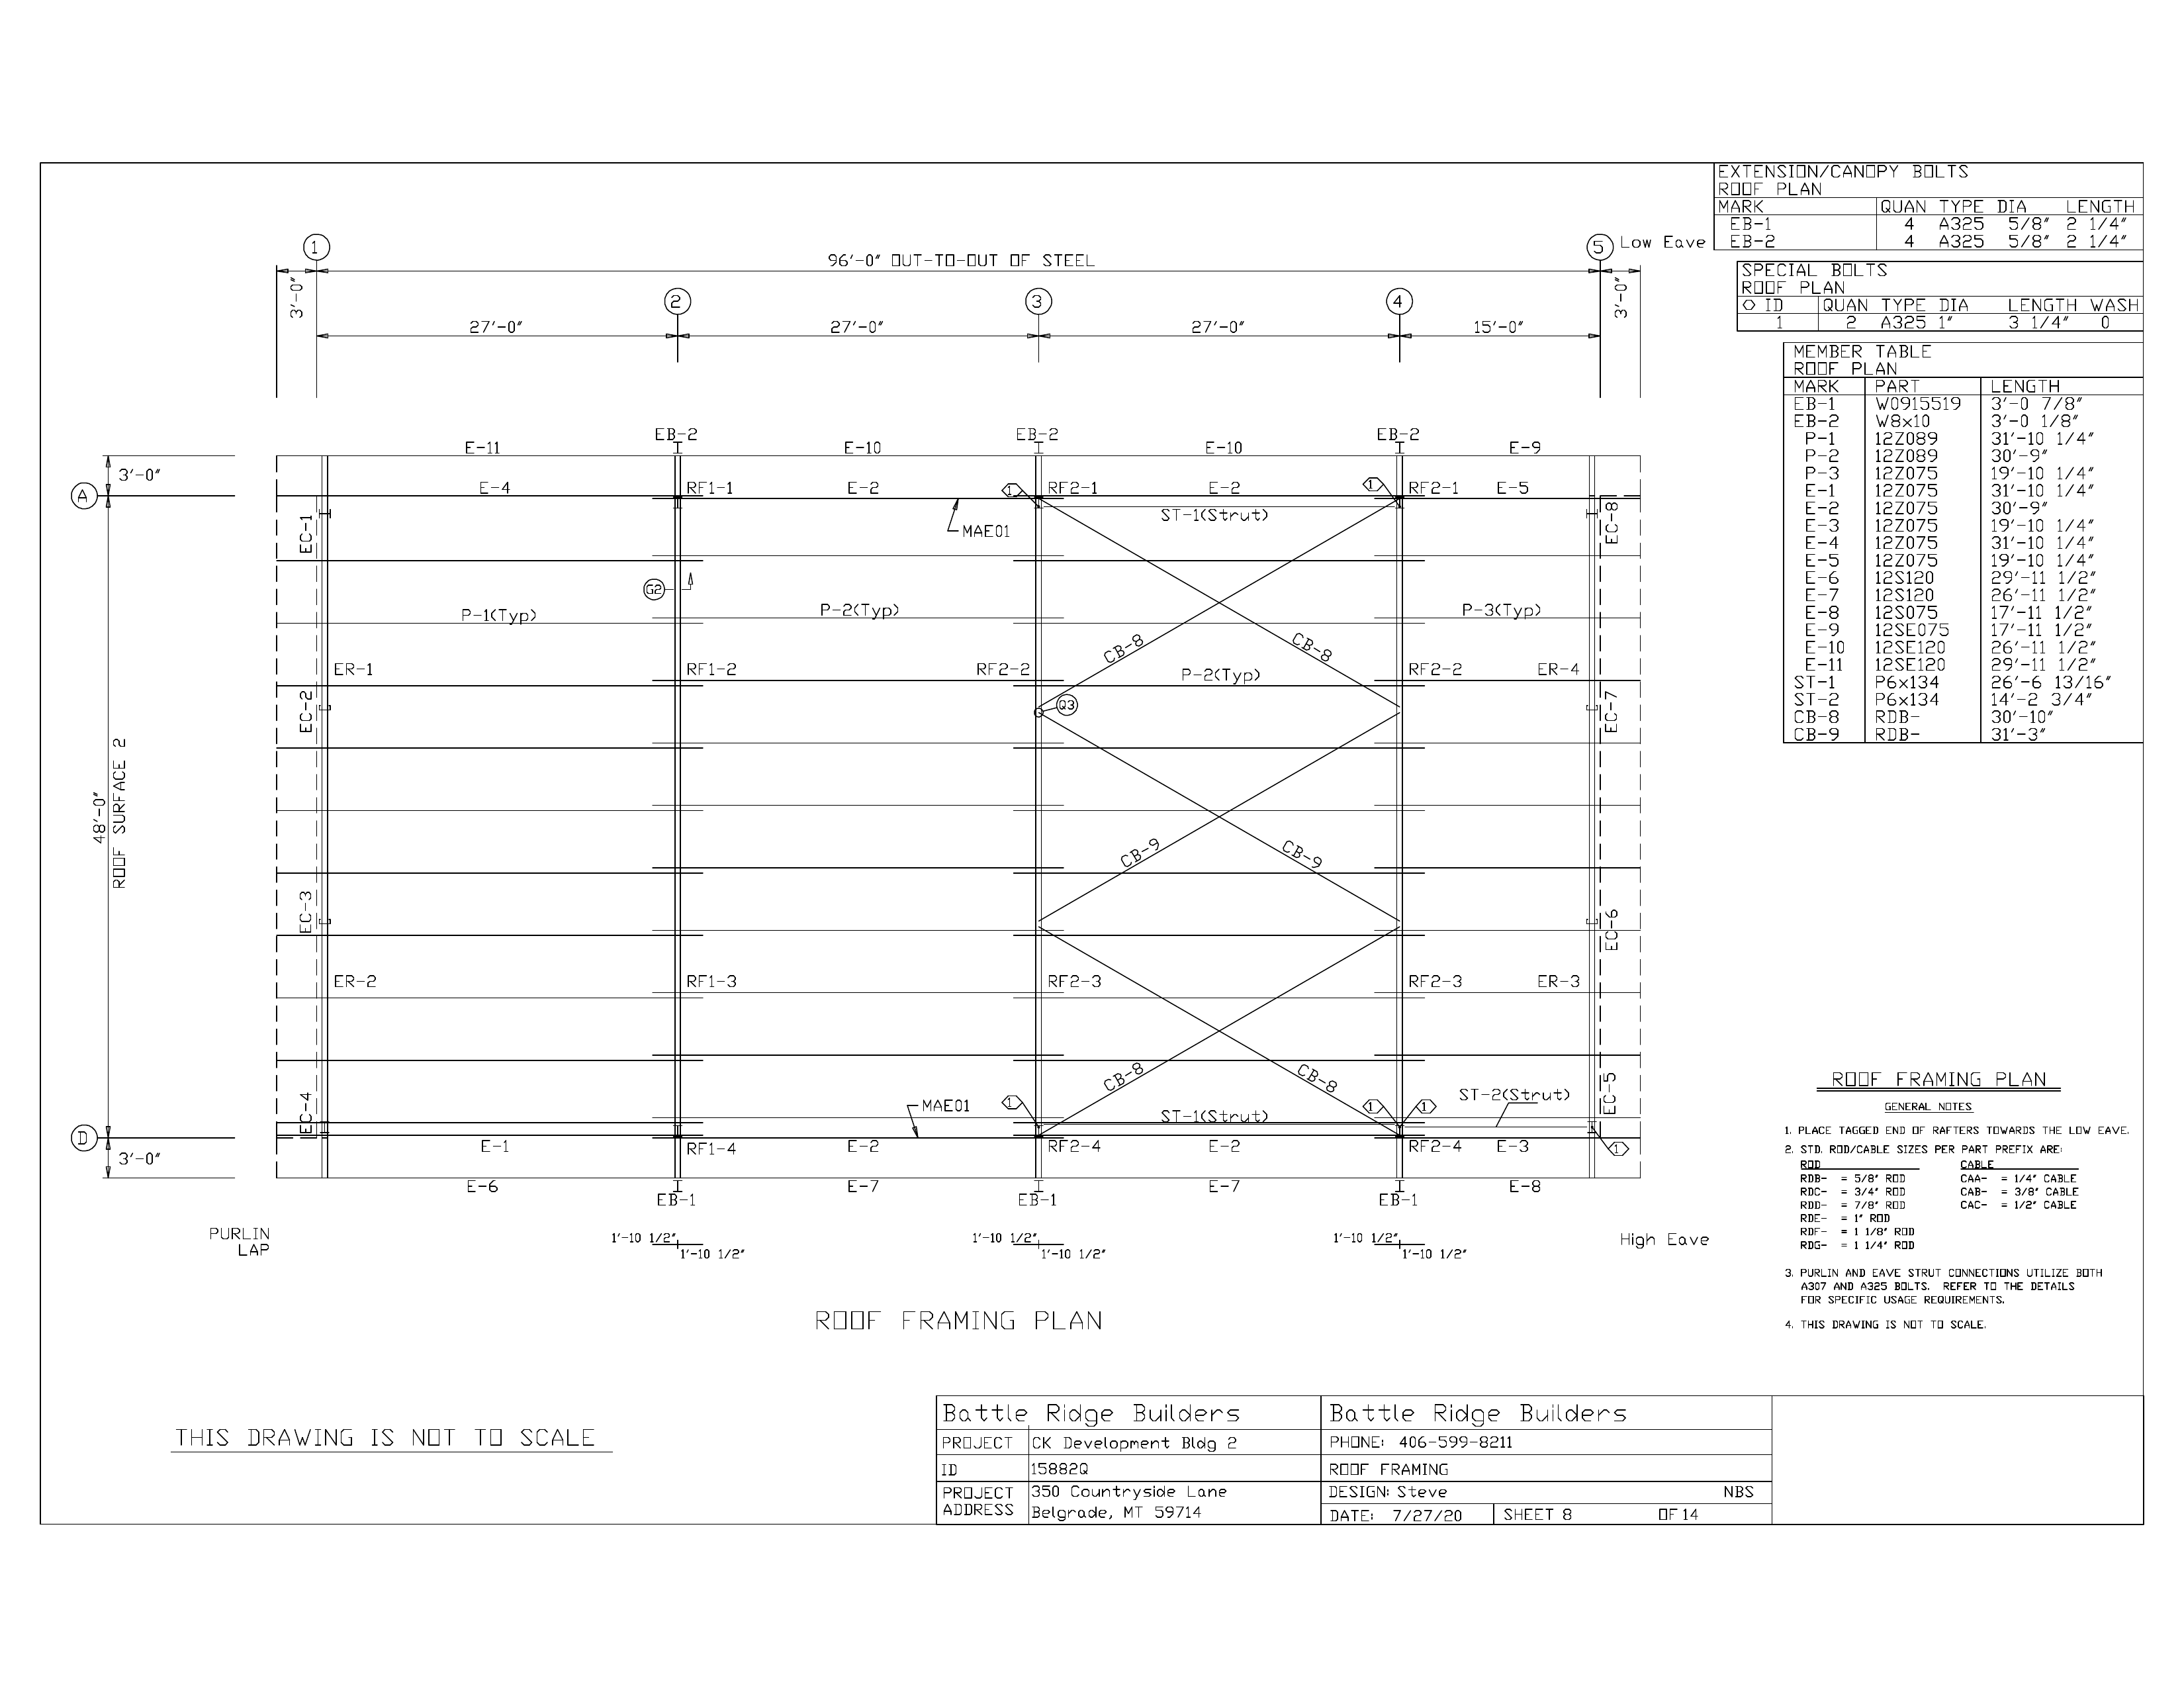 EXTENSION/CANOPY BOLTS
ROOF PLAN
MARK QUAN TYPE DIA LENGTH
EB-1 4 A325 5/8" 2 1/4"
EB-2 4 A325 5/8" 2 1/4"
SPECIAL BOLTS
ROOF PLAN
◇ ID QUAN TYPE DIA LENGTH WASH
1 2 A325 1" 3 1/4" 0
MEMBER TABLE
ROOF PLAN
MARK PART LENGTH
EB-1 W0915519 3'-0 7/8"
EB-2 W8x10 3'-0 1/8"
P-1 12Z089 31'-10 1/4"
P-2 12Z089 30'-9"
P-3 12Z075 19'-10 1/4"
E-1 12Z075 31'-10 1/4"
E-2 12Z075 30'-9"
E-3 12Z075 19'-10 1/4"
E-4 12Z075 31'-10 1/4"
E-5 12Z075 19'-10 1/4"
E-6 12S120 29'-11 1/2"
E-7 12S120 26'-11 1/2"
E-8 12S075 17'-11 1/2"
E-9 12SE075 17'-11 1/2"
E-10 12SE120 26'-11 1/2"
E-11 12SE120 29'-11 1/2"
ST-1 P6x134 26'-6 13/16"
ST-2 P6x134 14'-2 3/4"
CB-8 RDB- 30'-10"
CB-9 RDB- 31'-3"
1 5 Low Eave
96'-0" OUT-TO-OUT OF STEEL
3'-0" 3'-0"
2 3 4
27'-0" 27'-0" 27'-0" 15'-0"
EB-2 EB-2 EB-2
E-11 E-10 E-10 E-9
3'-0"
A E-4 RF1-1 E-2 1 RF2-1 E-2 1 RF2-1 E-5
ST-1(Strut)
EC-1 MAE01 EC-8
G2
P-1(Typ) P-2(Typ) P-3(Typ)
CB-8 CB-8
ER-1 RF1-2 RF2-2 P-2(Typ) RF2-2 ER-4
EC-2 Q3 EC-7
48'-0"
ROOF SURFACE 2
CB-9 CB-9
EC-3 EC-6
ER-2 RF1-3 RF2-3 RF2-3 ER-3
CB-8 CB-8
EC-4 MAE01 1 ST-1(Strut) 1 1 ST-2(Strut) EC-5
D E-1 RF1-4 E-2 RF2-4 E-2 RF2-4 E-3 1
3'-0"
E-6 E-7 E-7 E-8
EB-1 EB-1 EB-1
PURLIN
LAP
1'-10 1/2" 1'-10 1/2" 1'-10 1/2"
1'-10 1/2" 1'-10 1/2" 1'-10 1/2"
High Eave
ROOF FRAMING PLAN
ROOF FRAMING PLAN
GENERAL NOTES
1. PLACE TAGGED END OF RAFTERS TOWARDS THE LOW EAVE.
2. STD. ROD/CABLE SIZES PER PART PREFIX ARE:
ROD CABLE
RDB- = 5/8" ROD CAA- = 1/4" CABLE
RDC- = 3/4" ROD CAB- = 3/8" CABLE
RDD- = 7/8" ROD CAC- = 1/2" CABLE
RDE- = 1" ROD
RDF- = 1 1/8" ROD
RDG- = 1 1/4" ROD
3. PURLIN AND EAVE STRUT CONNECTIONS UTILIZE BOTH
A307 AND A325 BOLTS. REFER TO THE DETAILS
FOR SPECIFIC USAGE REQUIREMENTS.
4. THIS DRAWING IS NOT TO SCALE.
THIS DRAWING IS NOT TO SCALE
Battle Ridge Builders
PROJECT CK Development Bldg 2
ID 15882Q
PROJECT ADDRESS 350 Countryside Lane
Belgrade, MT 59714
Battle Ridge Builders
PHONE: 406-599-8211
ROOF FRAMING
DESIGN: Steve NBS
DATE: 7/27/20 SHEET 8 OF 14